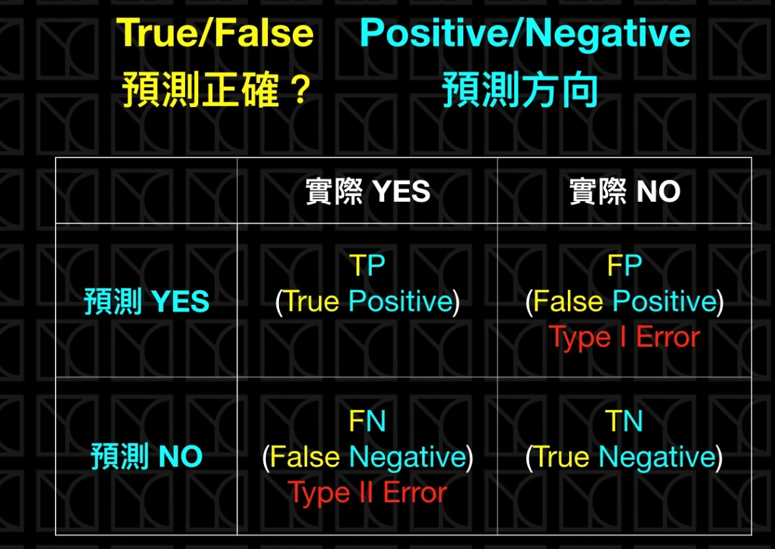 True/False Positive/Negative
預測正確？ 預測方向
實際 YES 實際 NO
預測 YES
TP
(True Positive)
FP
(False Positive)
Type I Error
預測 NO
FN
(False Negative)
Type II Error
TN
(True Negative)